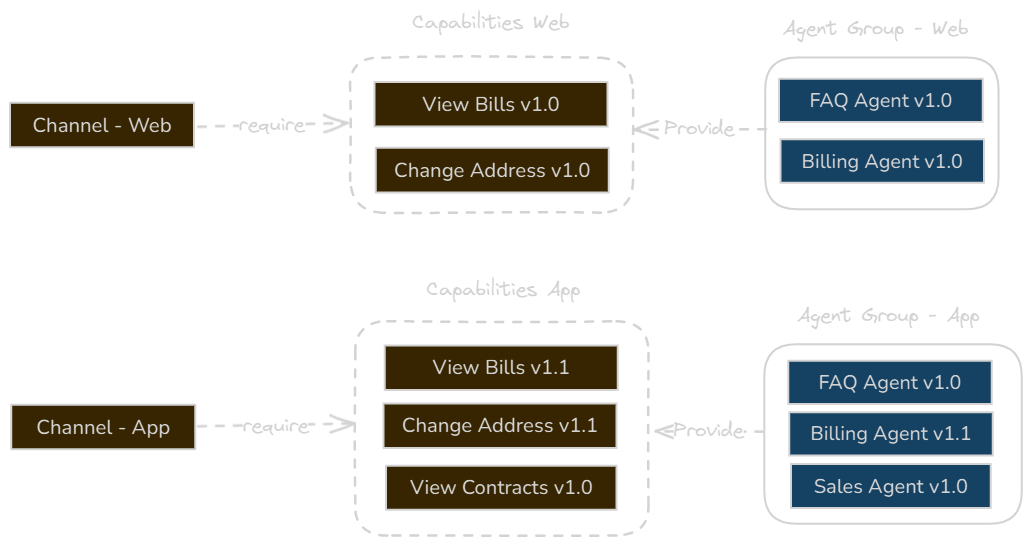 Capabilities Web
Agent Group - Web
View Bills v1.0
FAQ Agent v1.0
Channel - Web
require
Provide
Change Address v1.0
Billing Agent v1.0
Capabilities App
Agent Group - App
View Bills v1.1
FAQ Agent v1.0
Channel - App
require
Change Address v1.1
Provide
Billing Agent v1.1
View Contracts v1.0
Sales Agent v1.0